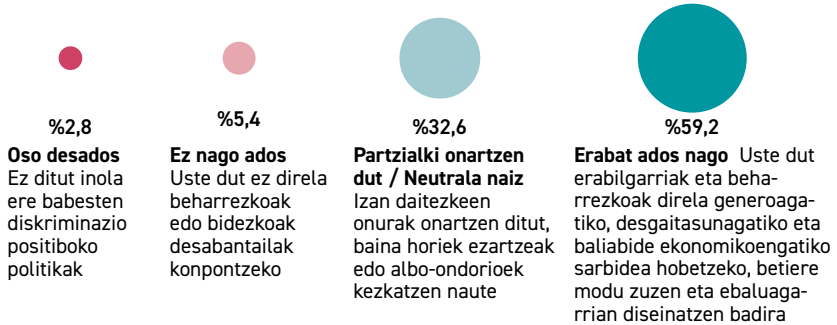 %2,8
Oso desados
Ez ditut inola
ere babesten
diskriminazio
positiboko
politikak
%5,4
Ez nago ados
Uste dut ez direla
beharrezkoak
edo bidezkoak
desabantailak
konpontzeko
%32,6
Partzialki onartzen
dut / Neutrala naiz
Izan daitezkeen
onurak onartzen ditut,
baina horiek ezartzeak
edo albo-ondorioek
kezkatzen naute
%59,2
Erabat ados nago Uste dut
erabilgarriak eta beha-
rrezkoak direla generoaga-
tiko, desgaitasunagatiko eta
baliabide ekonomikoengatiko
sarbidea hobetzeko, betiere
modu zuzen eta ebaluaga-
rrian diseinatzen badira